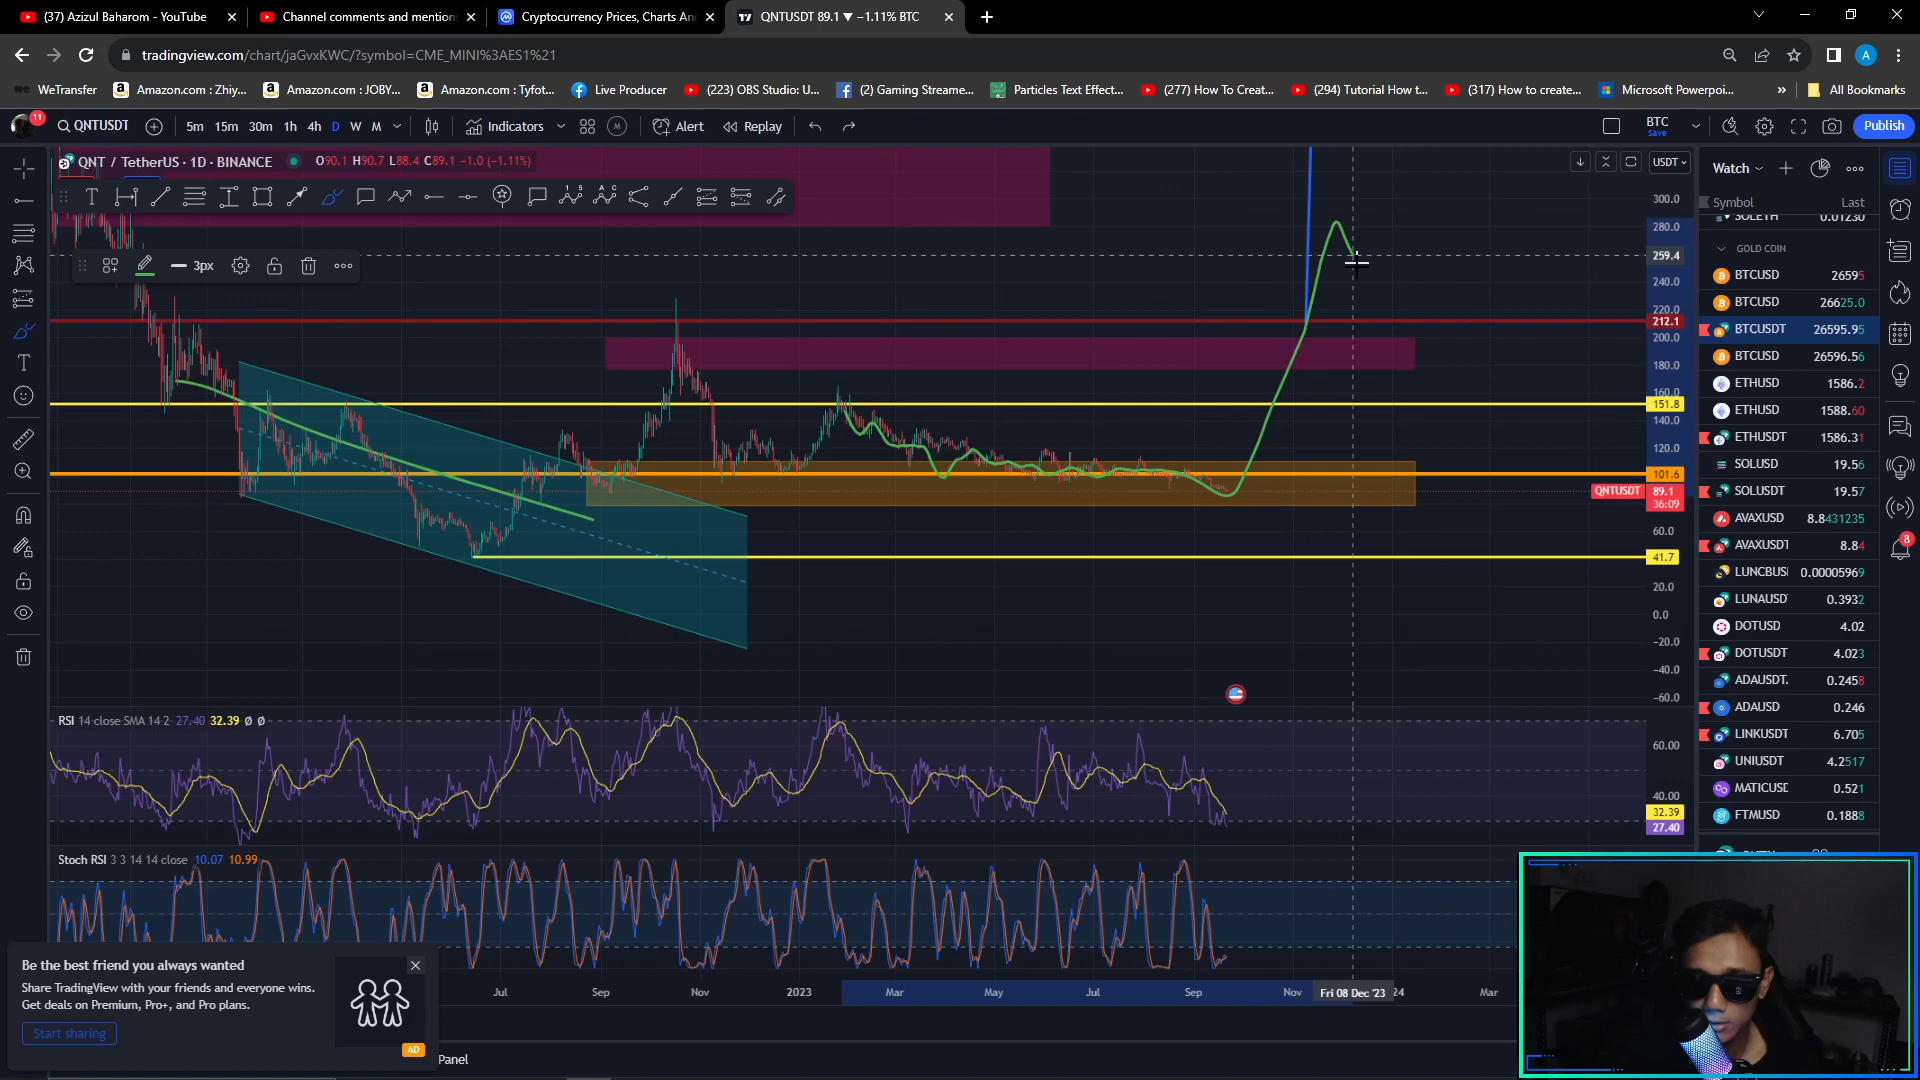 (37) Azizul Baharom - YouTube
Channel comments and mention
Cryptocurrency Prices, Charts An
QNTUSDT 89.1 ▼ −1.11% BTC
tradingview.com/chart/jaGvxKWC/?symbol=CME_MINI%3AES1%21
WeTransfer
Amazon.com : Zhiy...
Amazon.com : JOBY...
Amazon.com : Tyfot...
Live Producer
(223) OBS Studio: U...
(2) Gaming Streame...
Particles Text Effect...
(277) How To Creat...
(294) Tutorial How t...
(317) How to create...
Microsoft Powerpoi...
All Bookmarks
11
QNTUSDT
5m 15m 30m 1h 4h D W M
Indicators
Alert
Replay
BTC
Save
Publish
QNT / TetherUS · 1D · BINANCE
O90.1 H90.7 L88.4 C89.1 −1.0 (−1.11%)
USDT
3px
300.0
280.0
259.4
240.0
220.0
212.1
200.0
180.0
160.0
151.8
140.0
120.0
101.6
QNTUSDT 89.1
36:09
60.0
41.7
20.0
0.0
−20.0
−40.0
−60.0
RSI 14 close SMA 14 2 27.40 32.39 Ø Ø
60.00
40.00
32.39
27.40
Stoch RSI 3 3 14 14 close 10.07 10.99
Jul Sep Nov 2023 Mar May Jul Sep Nov Fri 08 Dec '23 24 Mar
Watch
Symbol Last
SOLETH 0.01230
GOLD COIN
BTCUSD 26595
BTCUSD 26625.0
BTCUSDT 26595.95
BTCUSD 26596.56
ETHUSD 1586.2
ETHUSD 1588.60
ETHUSDT 1586.31
SOLUSD 19.56
SOLUSDT 19.57
AVAXUSD 8.8431235
AVAXUSDT 8.84
LUNCBUS 0.00005969
LUNAUSD 0.3932
DOTUSD 4.02
DOTUSDT 4.023
ADAUSDT. 0.2458
ADAUSD 0.246
LINKUSDT 6.705
UNIUSDT 4.2517
MATICUSD 0.521
FTMUSD 0.1888
8
Be the best friend you always wanted
Share TradingView with your friends and everyone wins.
Get deals on Premium, Pro+, and Pro plans.
Start sharing
AD
Panel